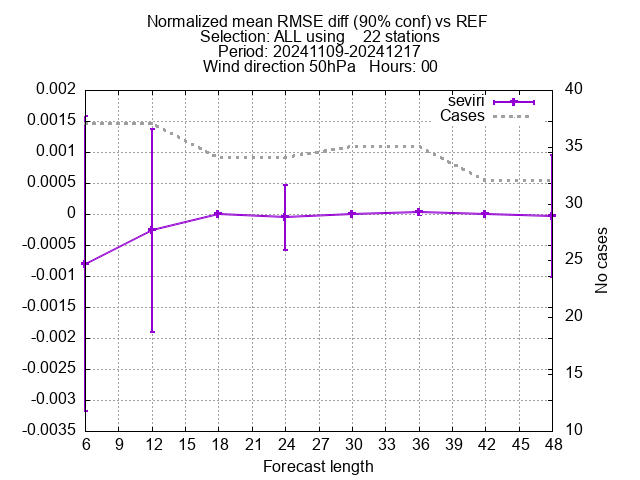 Normalized mean RMSE diff (90% conf) vs REF
Selection: ALL using    22 stations
Period: 20241109-20241217
Wind direction 50hPa   Hours: 00
seviri
Cases
0.002
0.0015
0.001
0.0005
0
-0.0005
-0.001
-0.0015
-0.002
-0.0025
-0.003
-0.0035
40
35
30
25
20
15
10
No cases
6 9 12 15 18 21 24 27 30 33 36 39 42 45 48
Forecast length